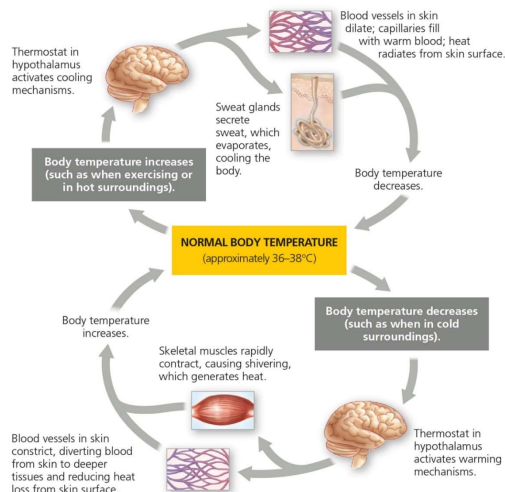 Blood vessels in skin
dilate; capillaries fill
with warm blood; heat
radiates from skin surface.
Thermostat in
hypothalamus
activates cooling
mechanisms.
Sweat glands
secrete
sweat, which
evaporates,
cooling the
body.
Body temperature increases
(such as when exercising or
in hot surroundings).
Body temperature
decreases.
NORMAL BODY TEMPERATURE
(approximately 36–38°C)
Body temperature decreases
(such as when in cold
surroundings).
Body temperature
increases.
Skeletal muscles rapidly
contract, causing shivering,
which generates heat.
Thermostat in
hypothalamus
activates warming
mechanisms.
Blood vessels in skin
constrict, diverting blood
from skin to deeper
tissues and reducing heat
loss from skin surface